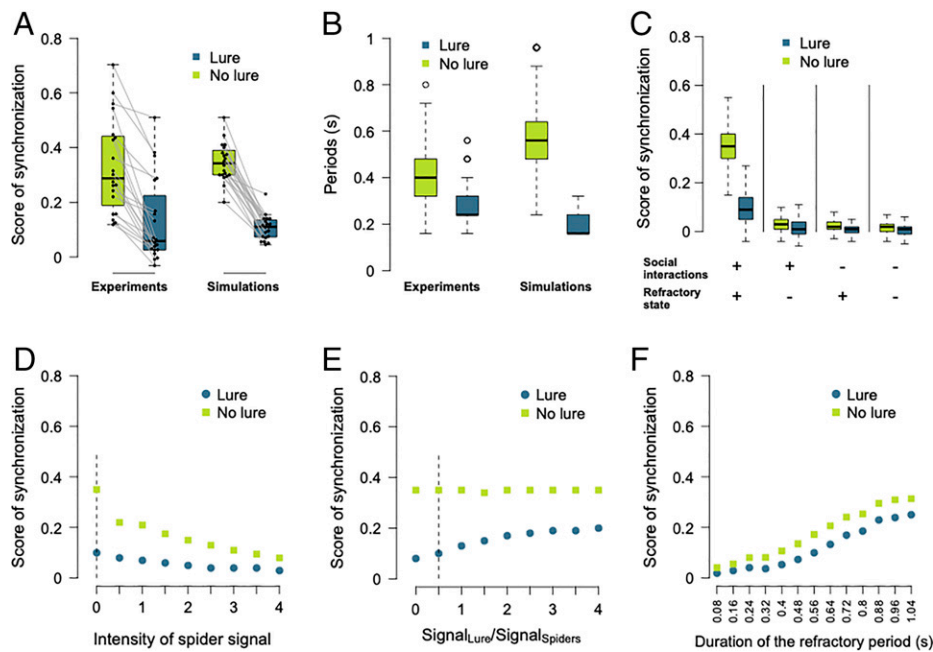 A
Score of synchronization
0.8
0.6
0.4
0.2
0
Lure
No lure
Experiments
Simulations
B
Periods (s)
1
0.8
0.6
0.4
0.2
0
Lure
No lure
Experiments
Simulations
C
Score of synchronization
0.8
0.6
0.4
0.2
0
Lure
No lure
Social interactions + + - -
Refractory state + - + -
D
Score of synchronization
0.8
0.6
0.4
0.2
0
Lure
No lure
0 1 2 3 4
Intensity of spider signal
E
Score of synchronization
0.8
0.6
0.4
0.2
0
Lure
No lure
0 1 2 3 4
SignalLure/SignalSpiders
F
Score of synchronization
0.8
0.6
0.4
0.2
0
Lure
No lure
0.08 0.16 0.24 0.32 0.4 0.48 0.56 0.64 0.72 0.8 0.88 0.96 1.04
Duration of the refractory period (s)